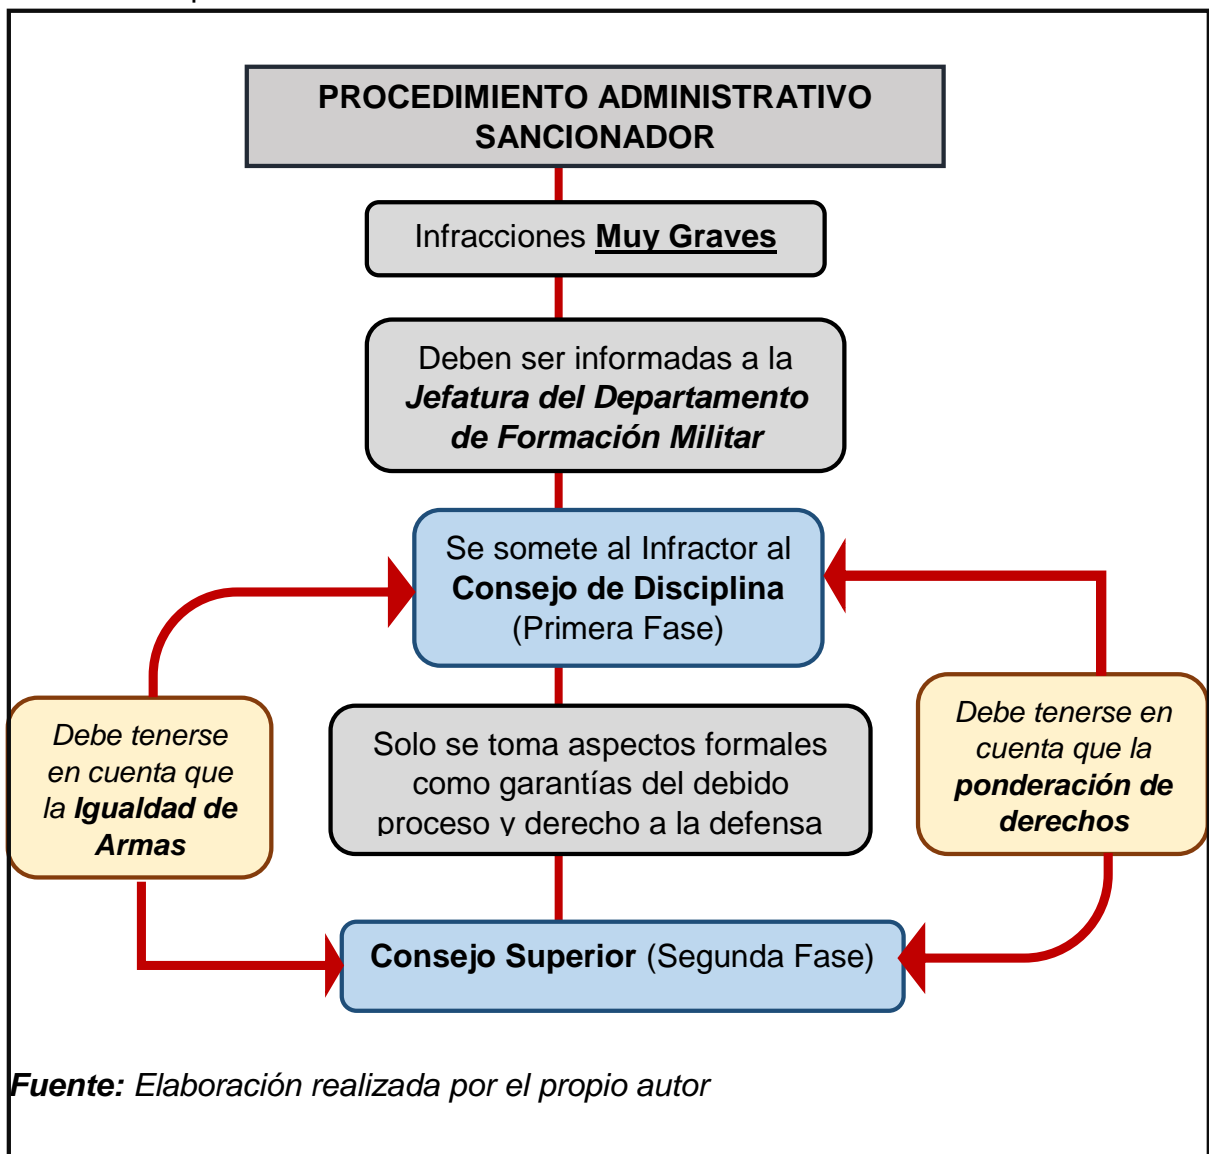 PROCEDIMIENTO ADMINISTRATIVO
SANCIONADOR
Infracciones Muy Graves
Deben ser informadas a la
Jefatura del Departamento
de Formación Militar
Se somete al Infractor al
Consejo de Disciplina
(Primera Fase)
Debe tenerse
en cuenta que
la Igualdad de
Armas
Solo se toma aspectos formales
como garantías del debido
proceso y derecho a la defensa
Debe tenerse en
cuenta que la
ponderación de
derechos
Consejo Superior (Segunda Fase)
Fuente: Elaboración realizada por el propio autor